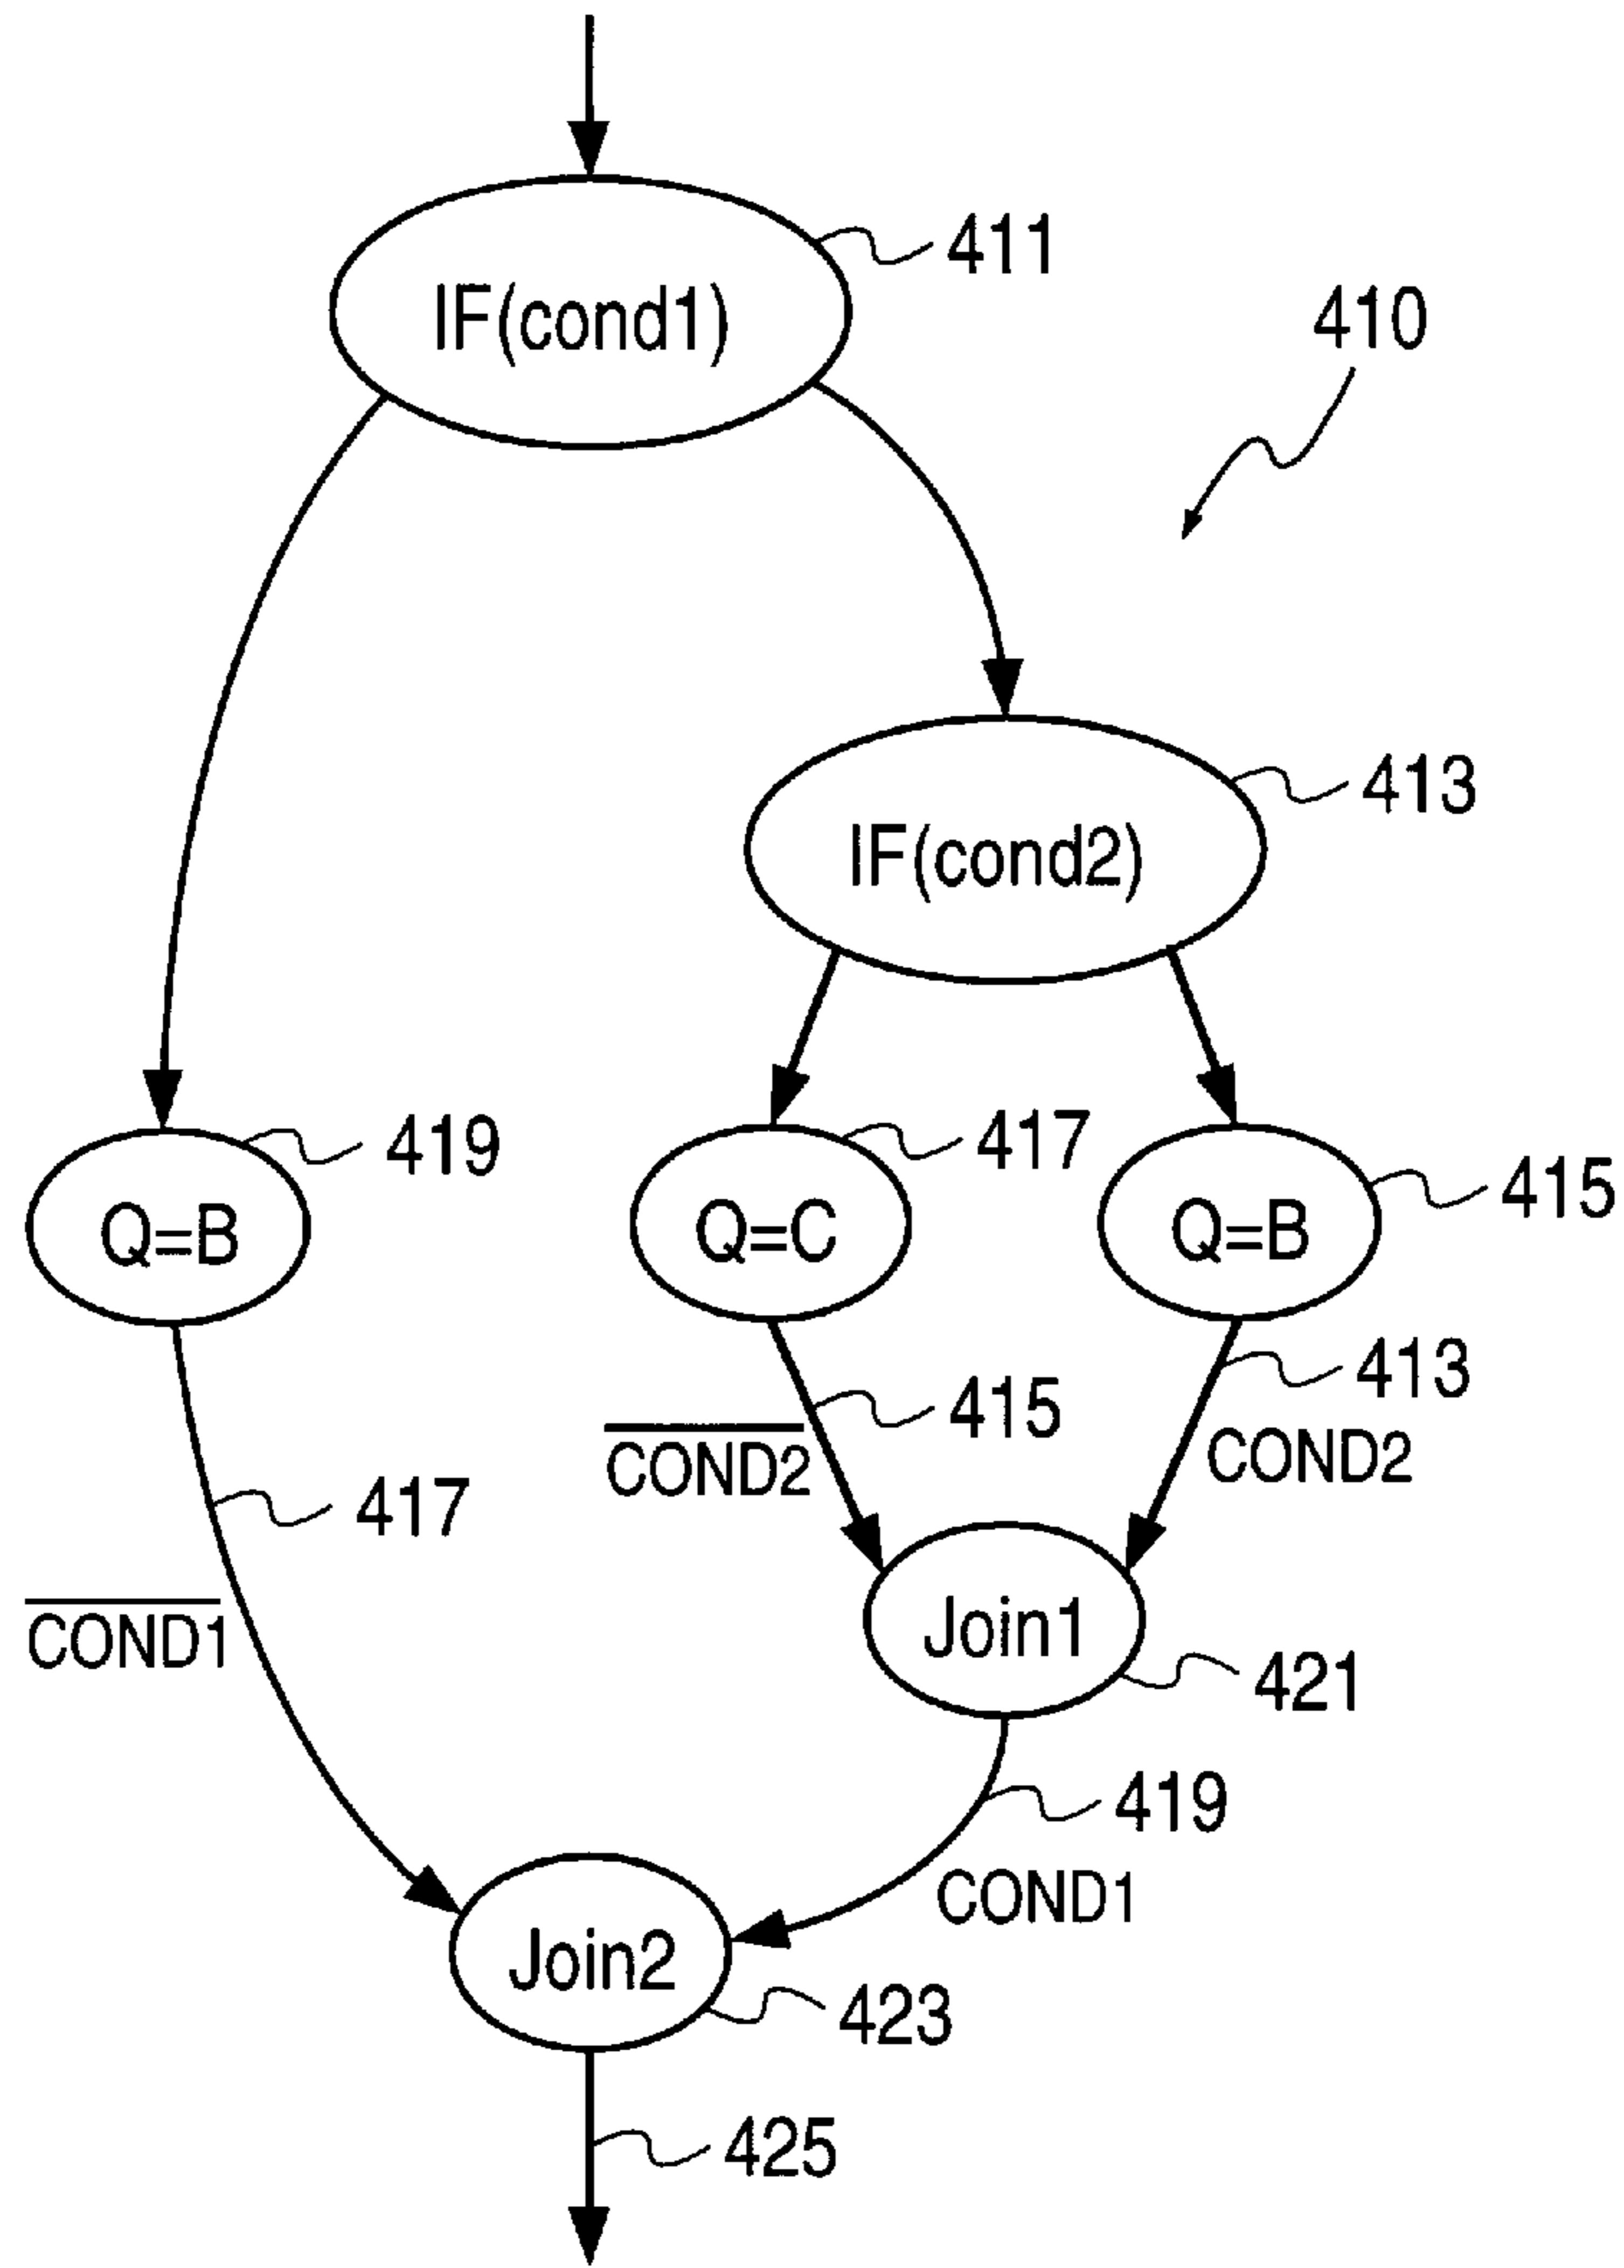 411
IF(cond1)
410
413
IF(cond2)
419
417
415
Q=B
Q=C
Q=B
413
415
COND2
COND2
417
COND1
Join1
421
419
COND1
Join2
423
425